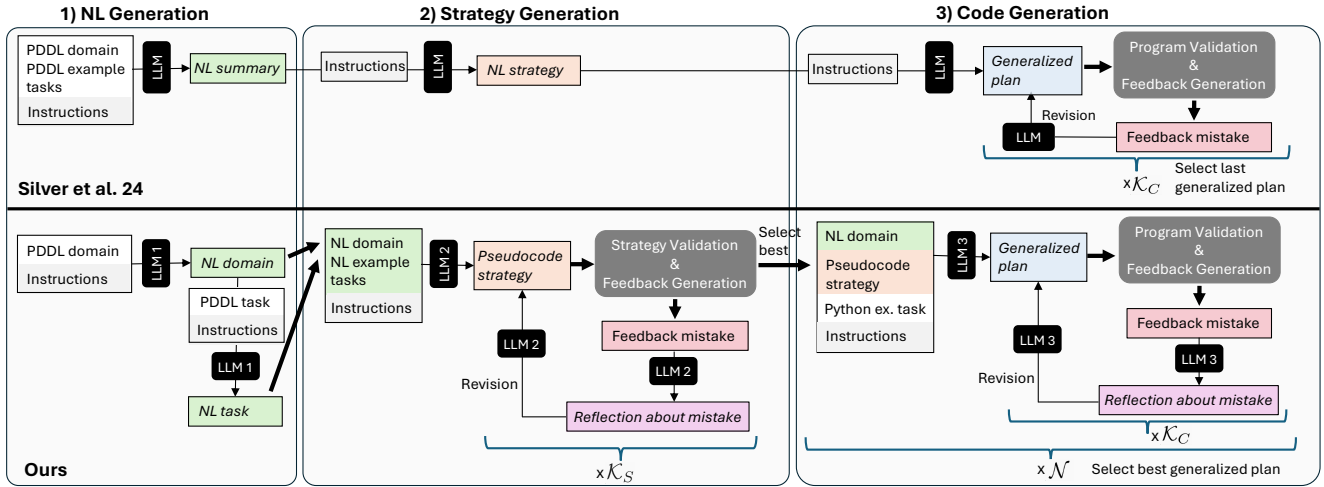 1) NL Generation
2) Strategy Generation
3) Code Generation
PDDL domain
PDDL example
tasks
Instructions
LLM
NL summary
Instructions
LLM
NL strategy
Instructions
LLM
Generalized
plan
Program Validation
&
Feedback Generation
Revision
LLM
Feedback mistake
x K_C
Select last
generalized plan
Silver et al. 24
PDDL domain
Instructions
LLM 1
NL domain
PDDL task
Instructions
LLM 1
NL task
NL domain
NL example
tasks
Instructions
LLM 2
Pseudocode
strategy
Strategy Validation
&
Feedback Generation
Feedback mistake
LLM 2
Reflection about mistake
LLM 2
Revision
x K_S
Select
best
NL domain
Pseudocode
strategy
Python ex. task
Instructions
LLM 3
Generalized
plan
Program Validation
&
Feedback Generation
Feedback mistake
LLM 3
Reflection about mistake
LLM 3
Revision
x K_C
x N
Select best generalized plan
Ours